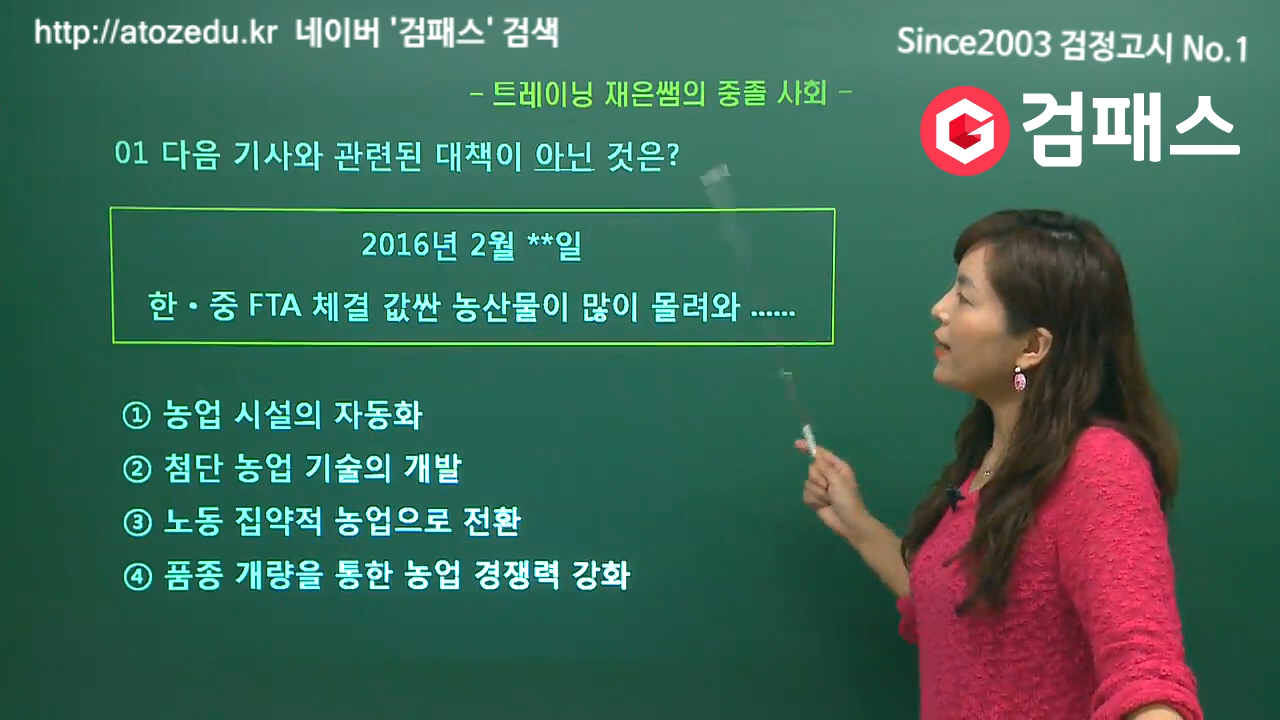 http://atozedu.kr 네이버 '검패스' 검색
Since2003 검정고시 No.1
검패스
- 트레이닝 재은쌤의 중졸 사회 -
01 다음 기사와 관련된 대책이 아닌 것은?
2016년 2월 **일
한·중 FTA 체결 값싼 농산물이 많이 몰려와 ……
① 농업 시설의 자동화
② 첨단 농업 기술의 개발
③ 노동 집약적 농업으로 전환
④ 품종 개량을 통한 농업 경쟁력 강화